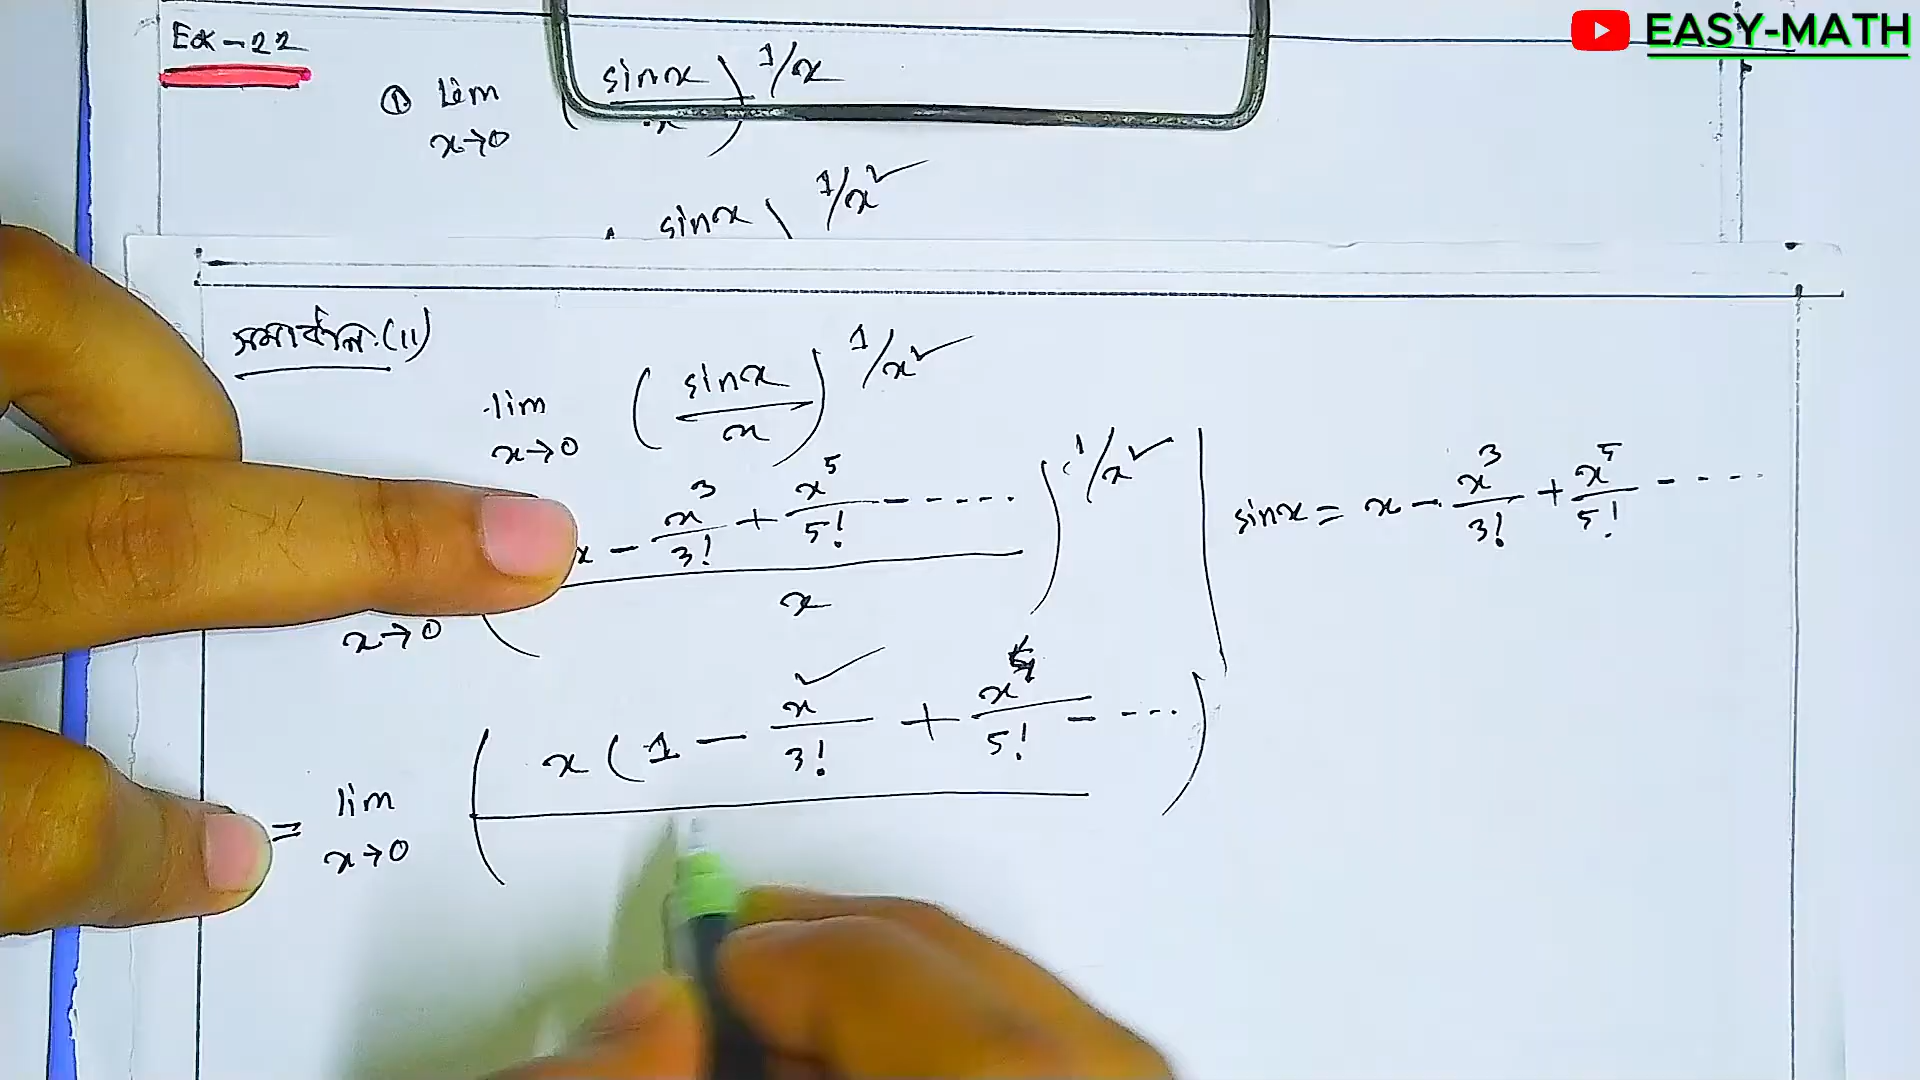 EASY-MATH
Ex-22
① Lim x→0 (sinx/x)^1/x
sinx) ^1/x²
সমাধান:(11)
lim x→0 (sinx/x)^1/x²
x→0 (x - x³/3! + x⁵/5! - ..... / x)^1/x²
sinx = x - x³/3! + x⁵/5! - ....
= lim x→0 (x(1 - x²/3! + x⁴/5! - ....)